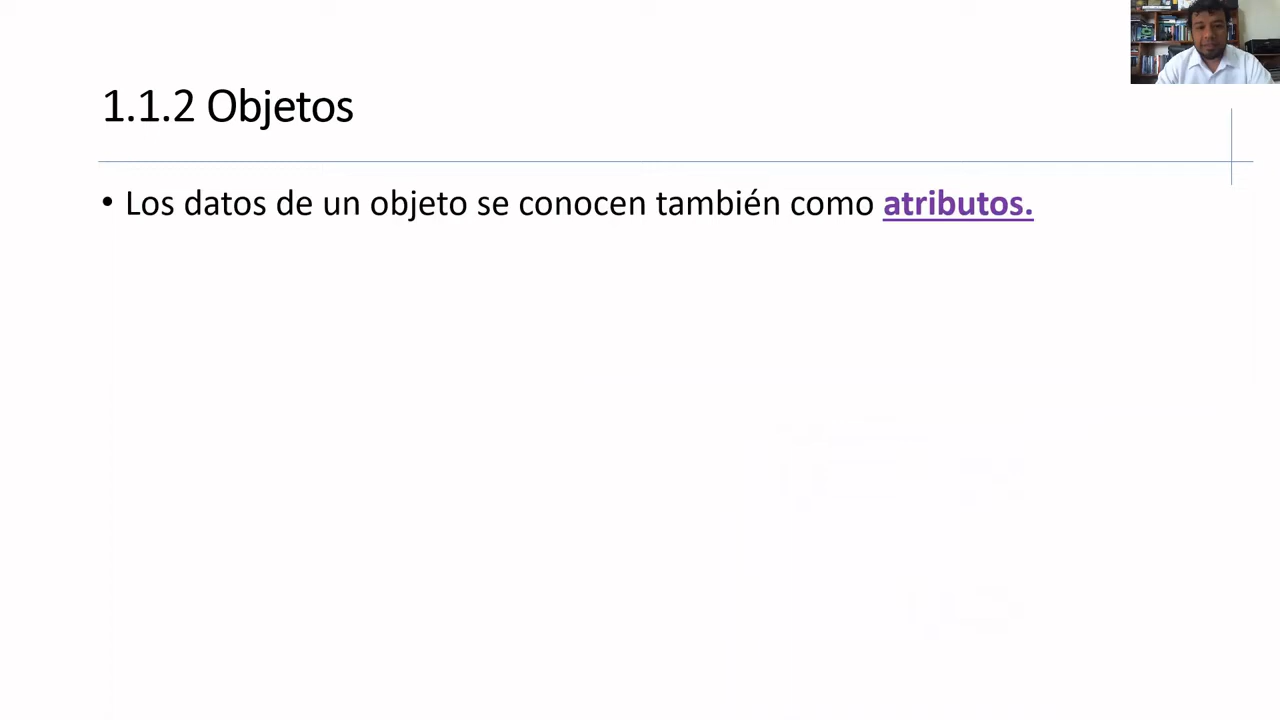 1.1.2 Objetos
• Los datos de un objeto se conocen también como atributos.